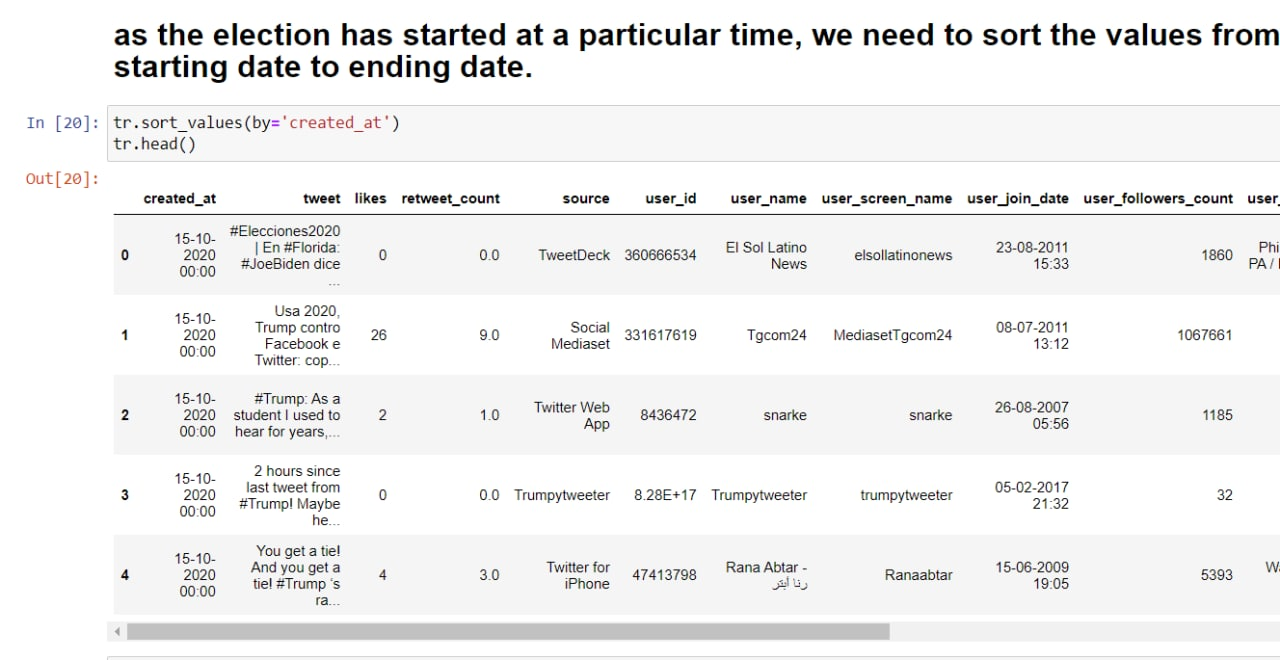 as the election has started at a particular time, we need to sort the values from
starting date to ending date.
In [20]: tr.sort_values(by='created_at')
tr.head()
Out[20]:
created_at tweet likes retweet_count source user_id user_name user_screen_name user_join_date user_followers_count user_
0 15-10-2020 00:00 #Elecciones2020 | En #Florida: #JoeBiden dice ... 0 0.0 TweetDeck 360666534 El Sol Latino News elsollatinonews 23-08-2011 15:33 1860 Phi PA /
1 15-10-2020 00:00 Usa 2020, Trump contro Facebook e Twitter: cop... 26 9.0 Social Mediaset 331617619 Tgcom24 MediasetTgcom24 08-07-2011 13:12 1067661
2 15-10-2020 00:00 #Trump: As a student I used to hear for years,... 2 1.0 Twitter Web App 8436472 snarke snarke 26-08-2007 05:56 1185
3 15-10-2020 00:00 2 hours since last tweet from #Trump! Maybe he... 0 0.0 Trumpytweeter 8.28E+17 Trumpytweeter trumpytweeter 05-02-2017 21:32 32
4 15-10-2020 00:00 You get a tie! And you get a tie! #Trump ‘s ra... 4 3.0 Twitter for iPhone 47413798 Rana Abtar - رنا أبتر Ranaabtar 15-06-2009 19:05 5393